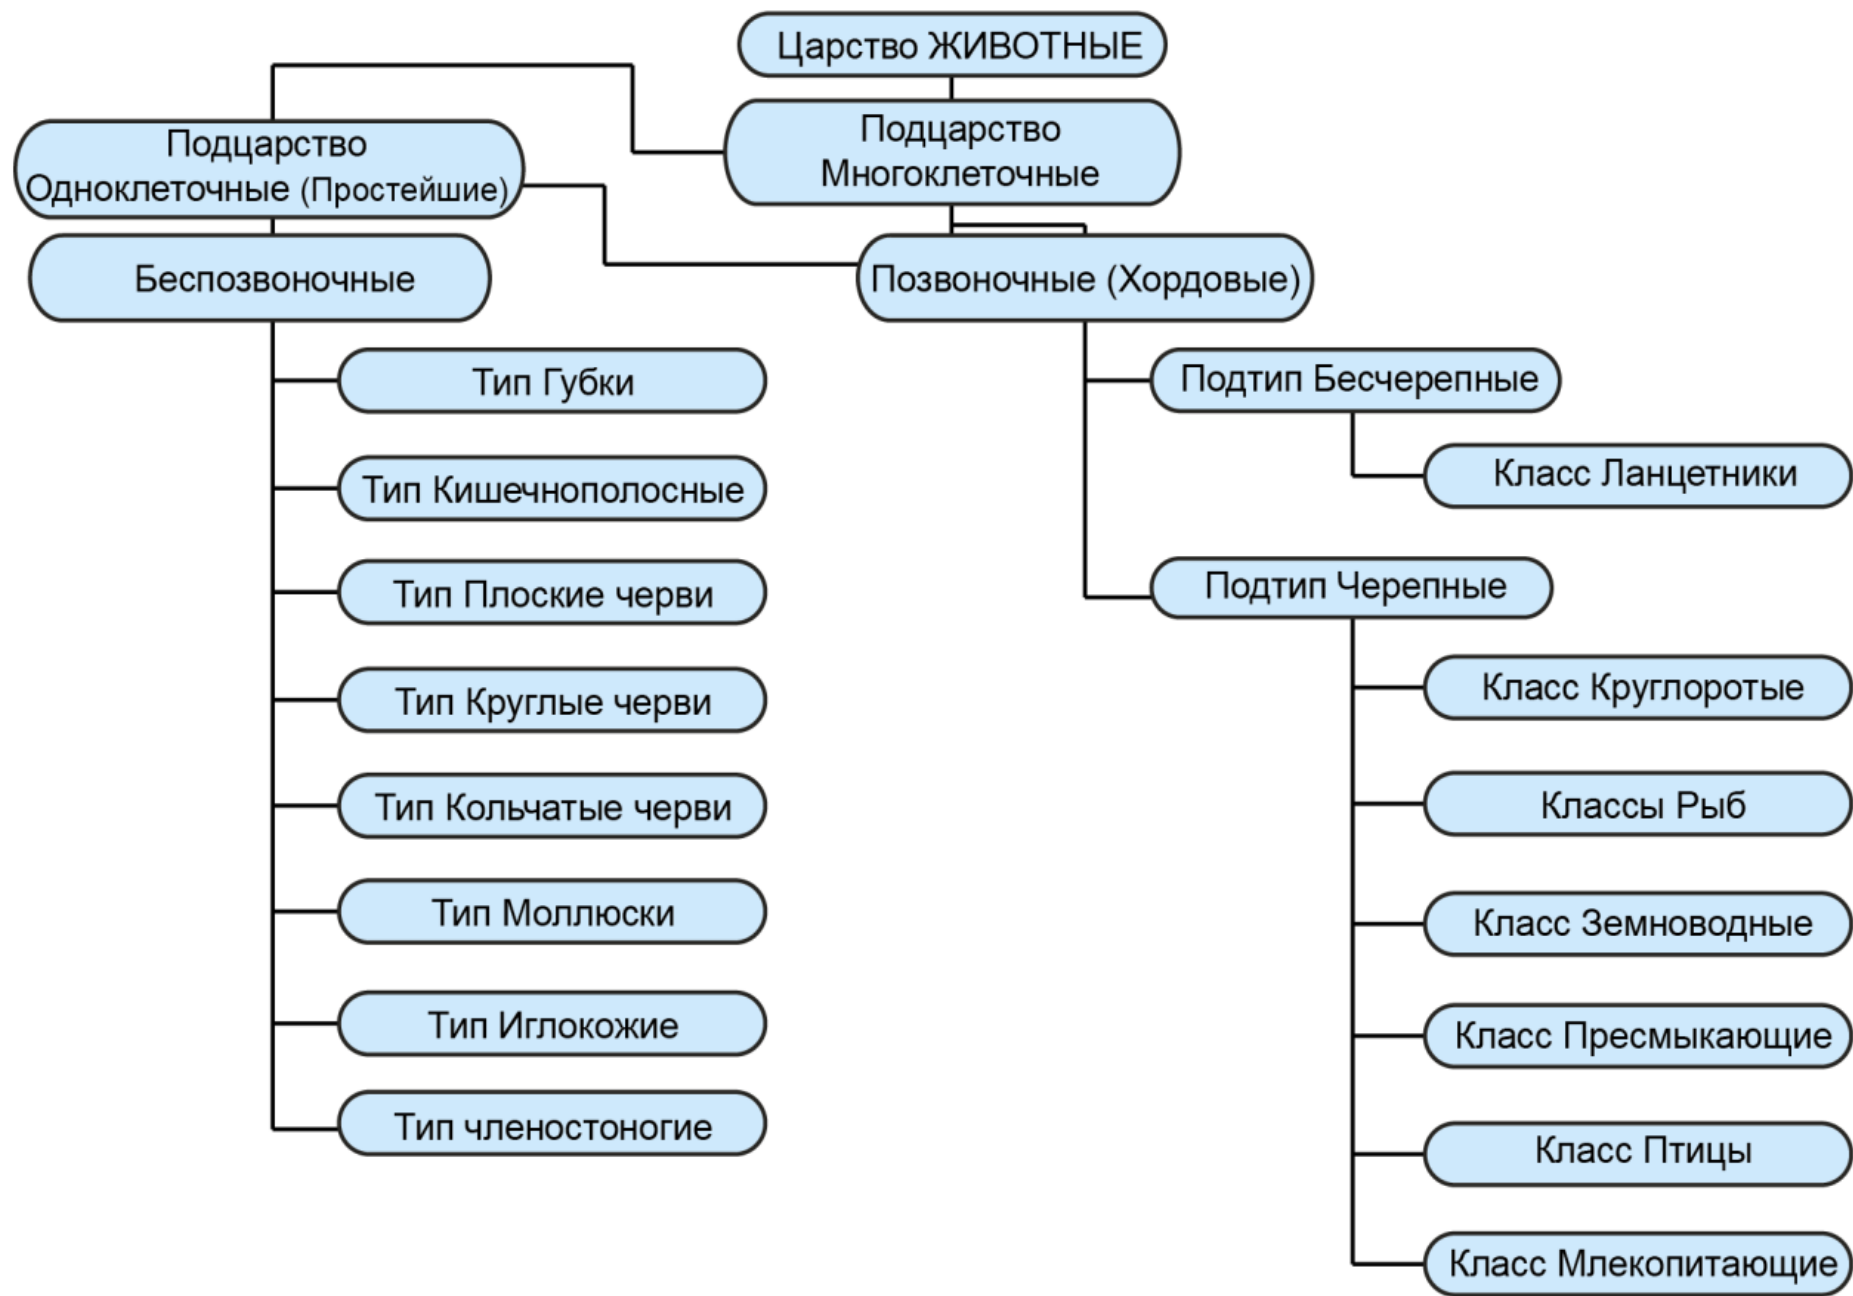 Царство ЖИВОТНЫЕ
Подцарство
Одноклеточные (Простейшие)
Подцарство
Многоклеточные
Беспозвоночные
Позвоночные (Хордовые)
Тип Губки
Тип Кишечнополосные
Тип Плоские черви
Тип Круглые черви
Тип Кольчатые черви
Тип Моллюски
Тип Иглокожие
Тип членостоногие
Подтип Бесчерепные
Класс Ланцетники
Подтип Черепные
Класс Круглоротые
Классы Рыб
Класс Земноводные
Класс Пресмыкающие
Класс Птицы
Класс Млекопитающие